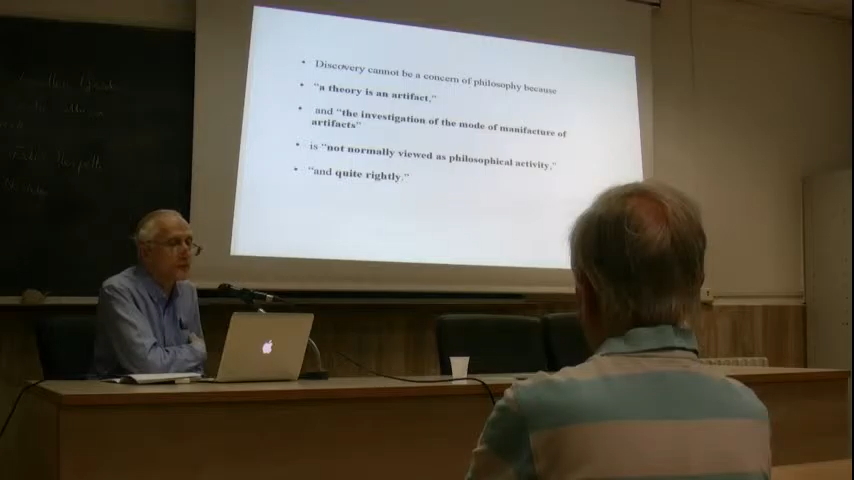 • Discovery cannot be a concern of philosophy because
• "a theory is an artifact,"
• and "the investigation of the mode of manifacture of
artifacts"
• is "not normally viewed as philosophical activity,"
• "and quite rightly."